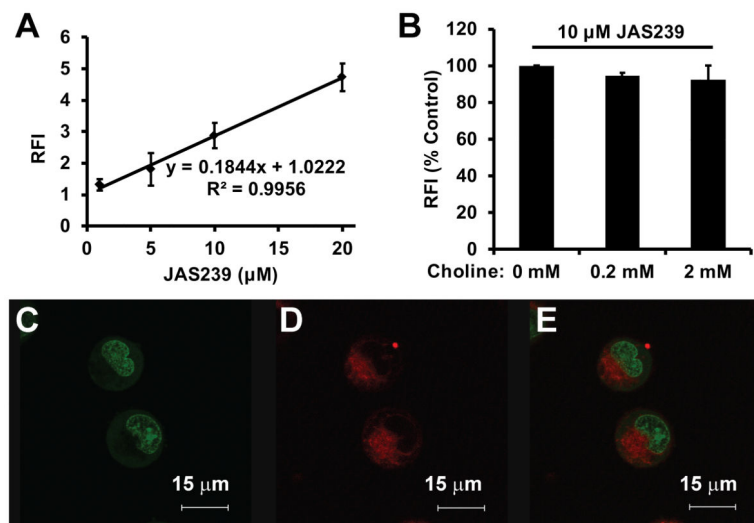 A
6
5
4
3
2
1
0
RFI
y = 0.1844x + 1.0222
R² = 0.9956
0 5 10 15 20
JAS239 (µM)
B
10 µM JAS239
120
100
80
60
40
20
0
RFI (% Control)
Choline: 0 mM 0.2 mM 2 mM
C
15 µm
D
15 µm
E
15 µm